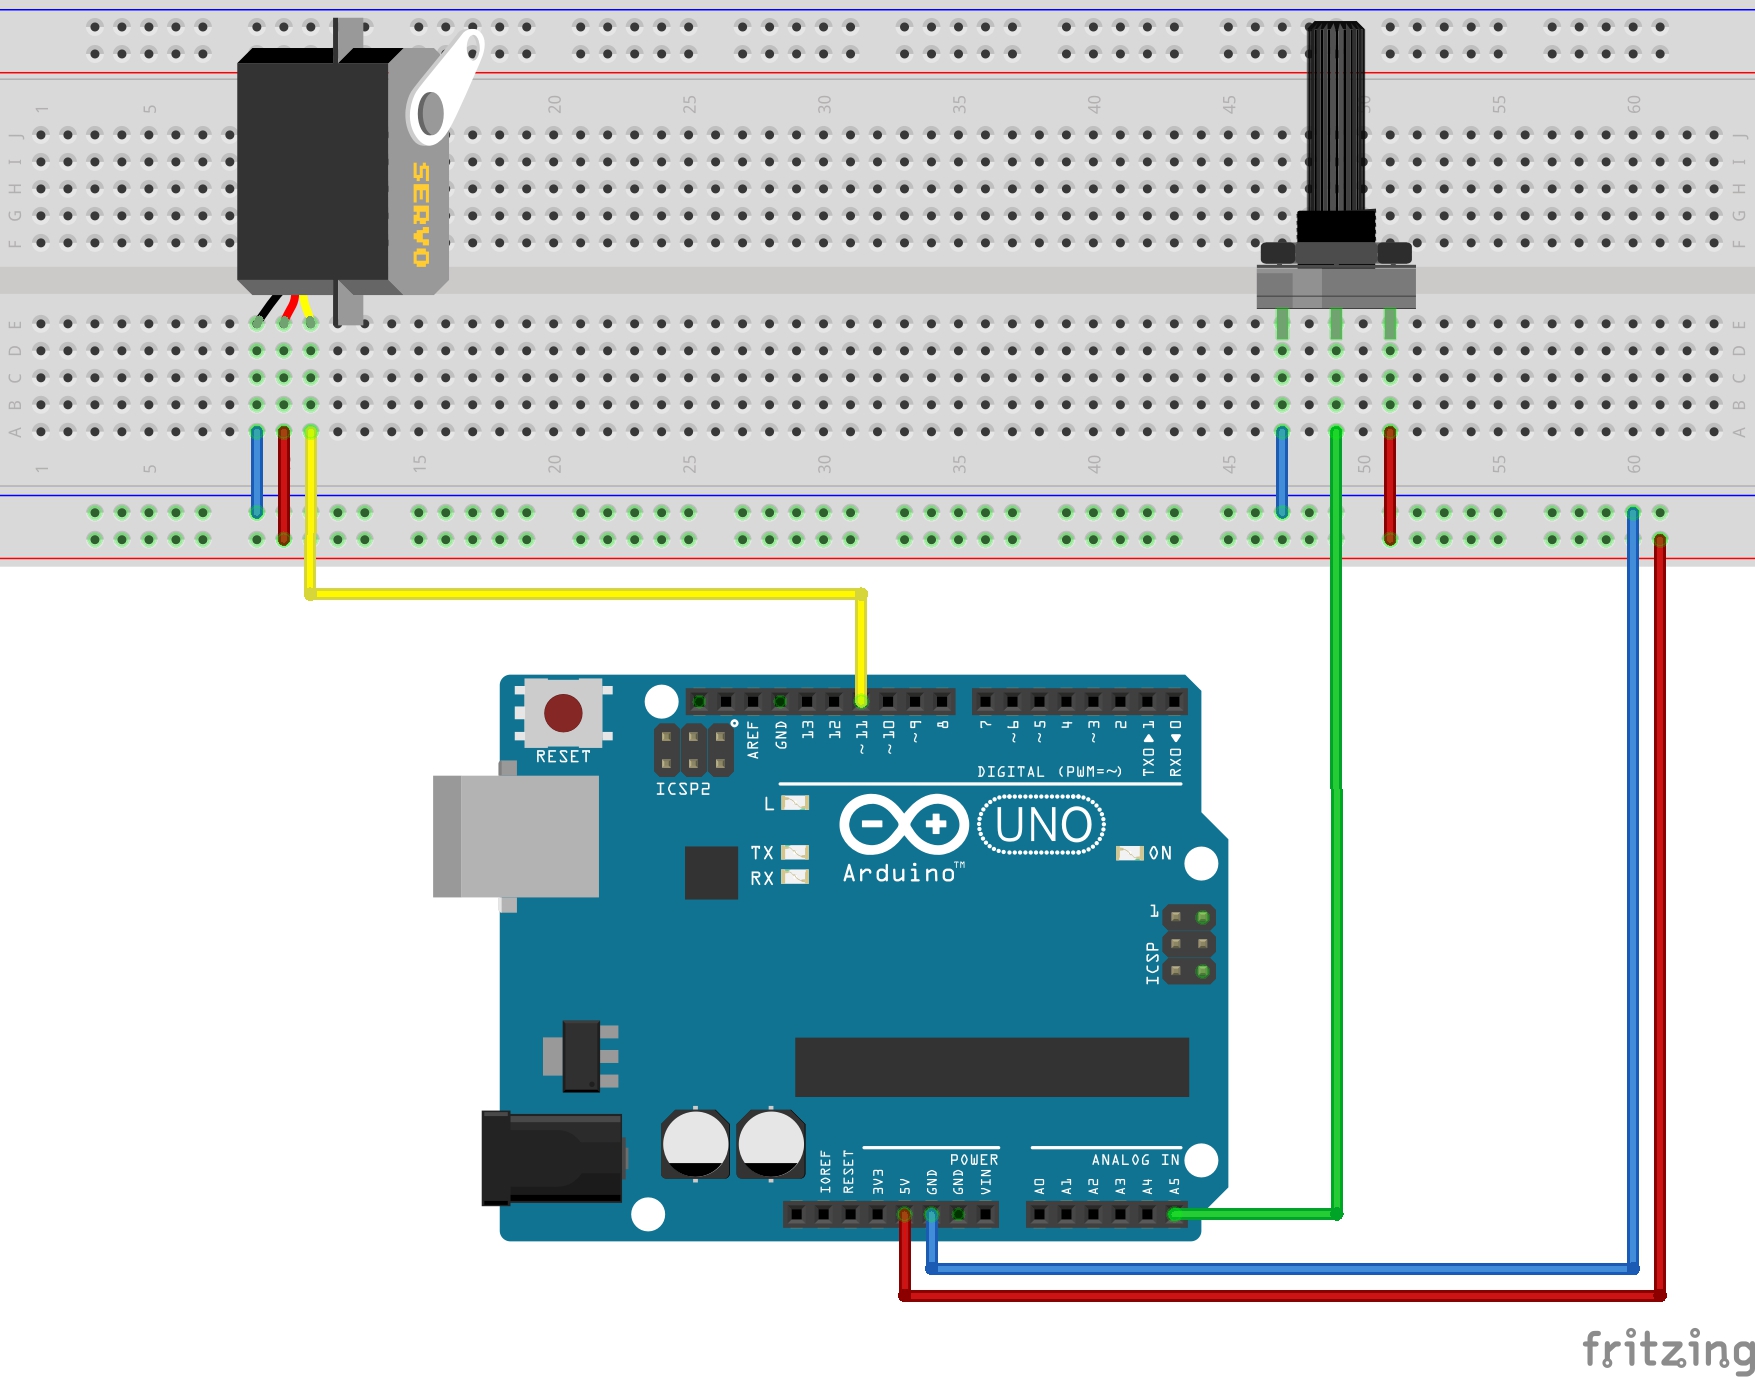 1 5 20 25 30 35 40 45 50 55 60
J J
I I
H H
G G
F F
SERVO
E E
D D
C C
B B
A A
1 5 15 20 25 30 35 40 45 50 55 60
RESET
ICSP2
AREF
GND
13
12
~11
~10
~9
8
7
~6
~5
4
~3
2
TX0 ▶ 1
RX0 ◀ 0
DIGITAL (PWM=~)
L
TX
RX
UNO
Arduino™
ON
1
ICSP
IOREF
RESET
3V3
5V
GND
GND
VIN
POWER
A0
A1
A2
A3
A4
A5
ANALOG IN
fritzing